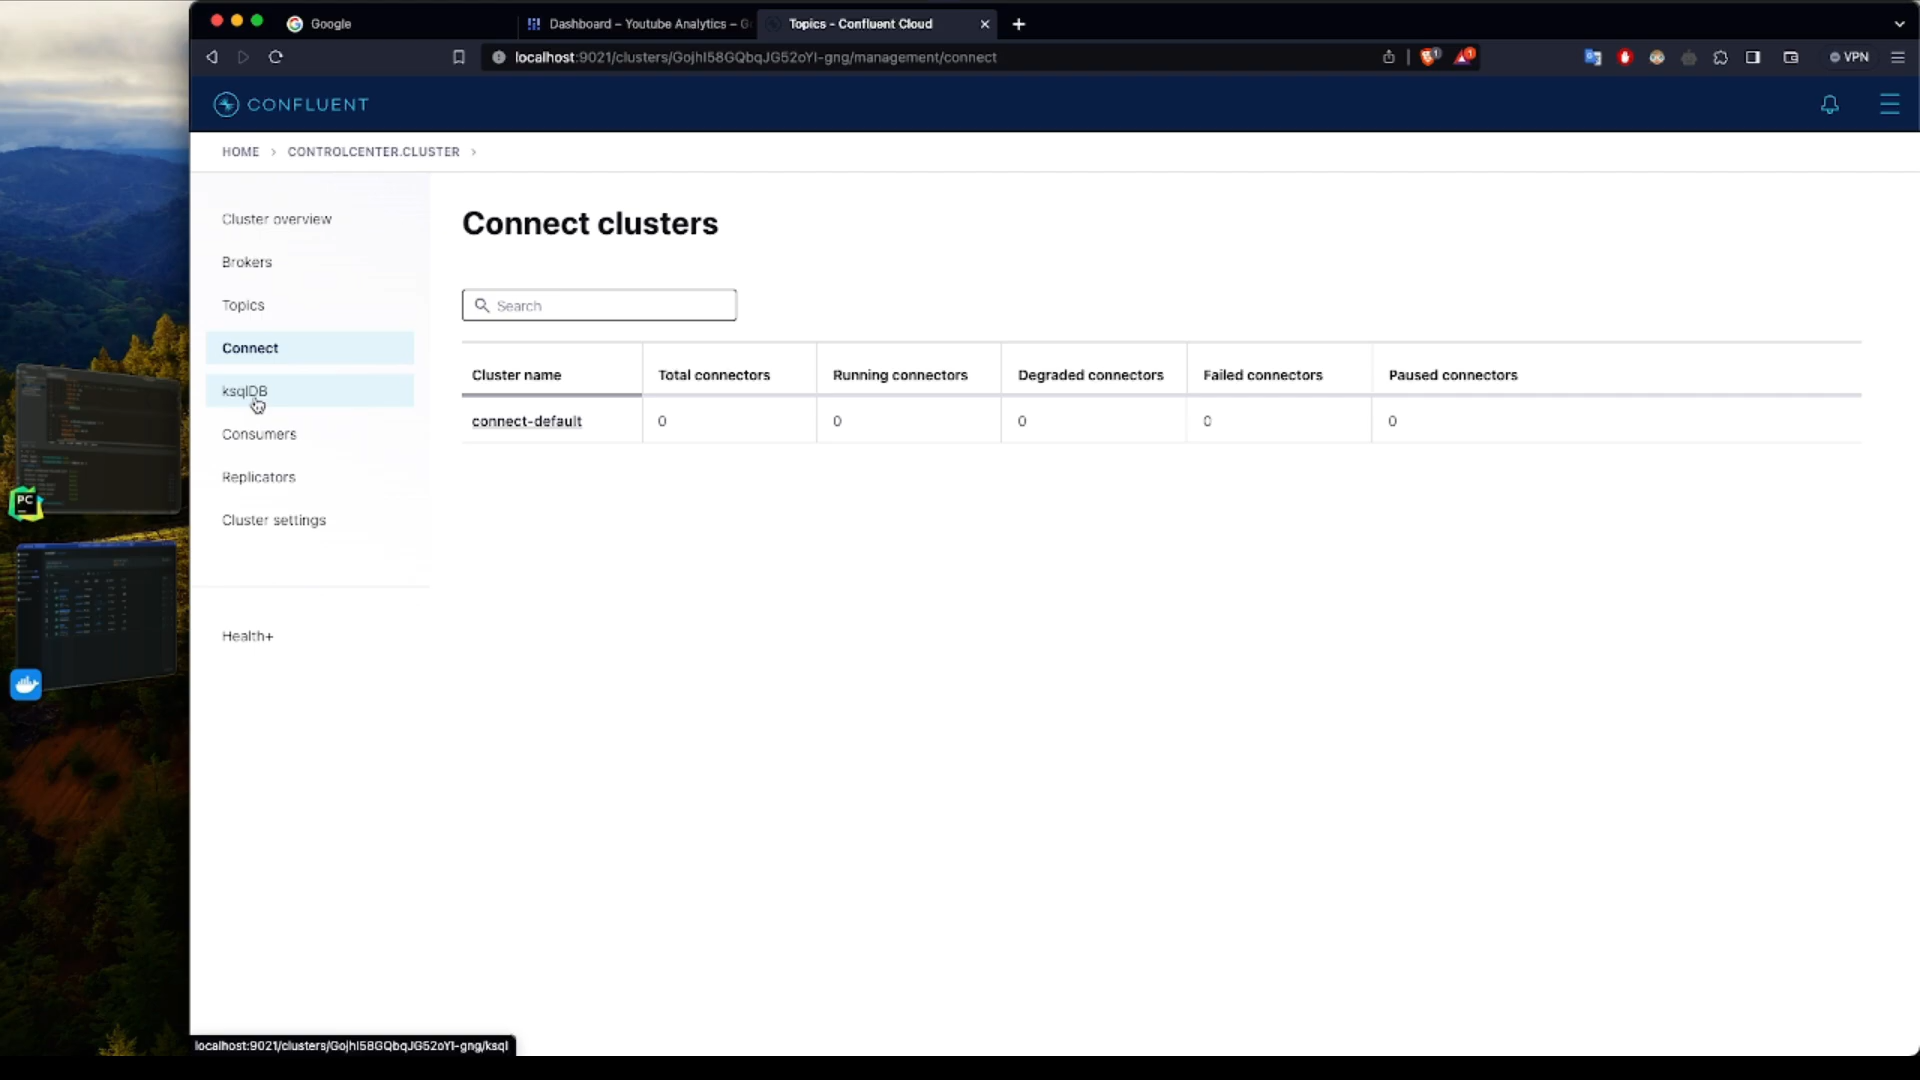 Google
Dashboard – Youtube Analytics – G
Topics - Confluent Cloud
localhost:9021/clusters/GojhI58GQbqJG52oYI-gng/management/connect
VPN
CONFLUENT
HOME > CONTROLCENTER.CLUSTER >
Cluster overview
Brokers
Topics
Connect
ksqlDB
Consumers
Replicators
Cluster settings
Health+
Connect clusters
Search
Cluster name Total connectors Running connectors Degraded connectors Failed connectors Paused connectors
connect-default 0 0 0 0 0
PC
localhost:9021/clusters/GojhI58GQbqJG52oYI-gng/ksql